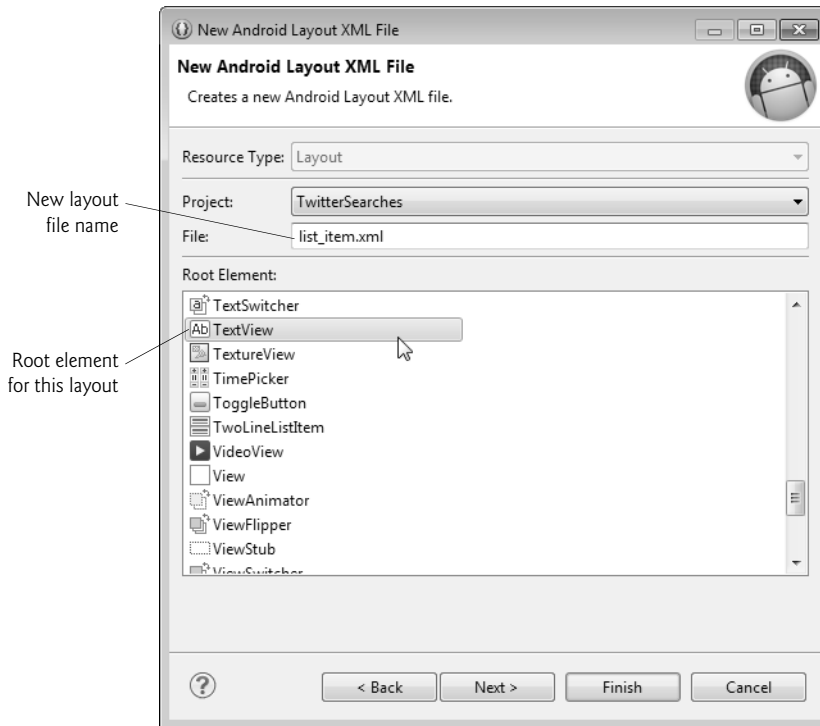 New Android Layout XML File
New Android Layout XML File
Creates a new Android Layout XML file.
Resource Type: Layout
New layout
file name
Project: TwitterSearches
File: list_item.xml
Root Element:
TextSwitcher
Root element
for this layout
Ab TextView
TextureView
TimePicker
ToggleButton
TwoLineListItem
VideoView
View
ViewAnimator
ViewFlipper
ViewStub
ViewSwitcher
? < Back Next > Finish Cancel